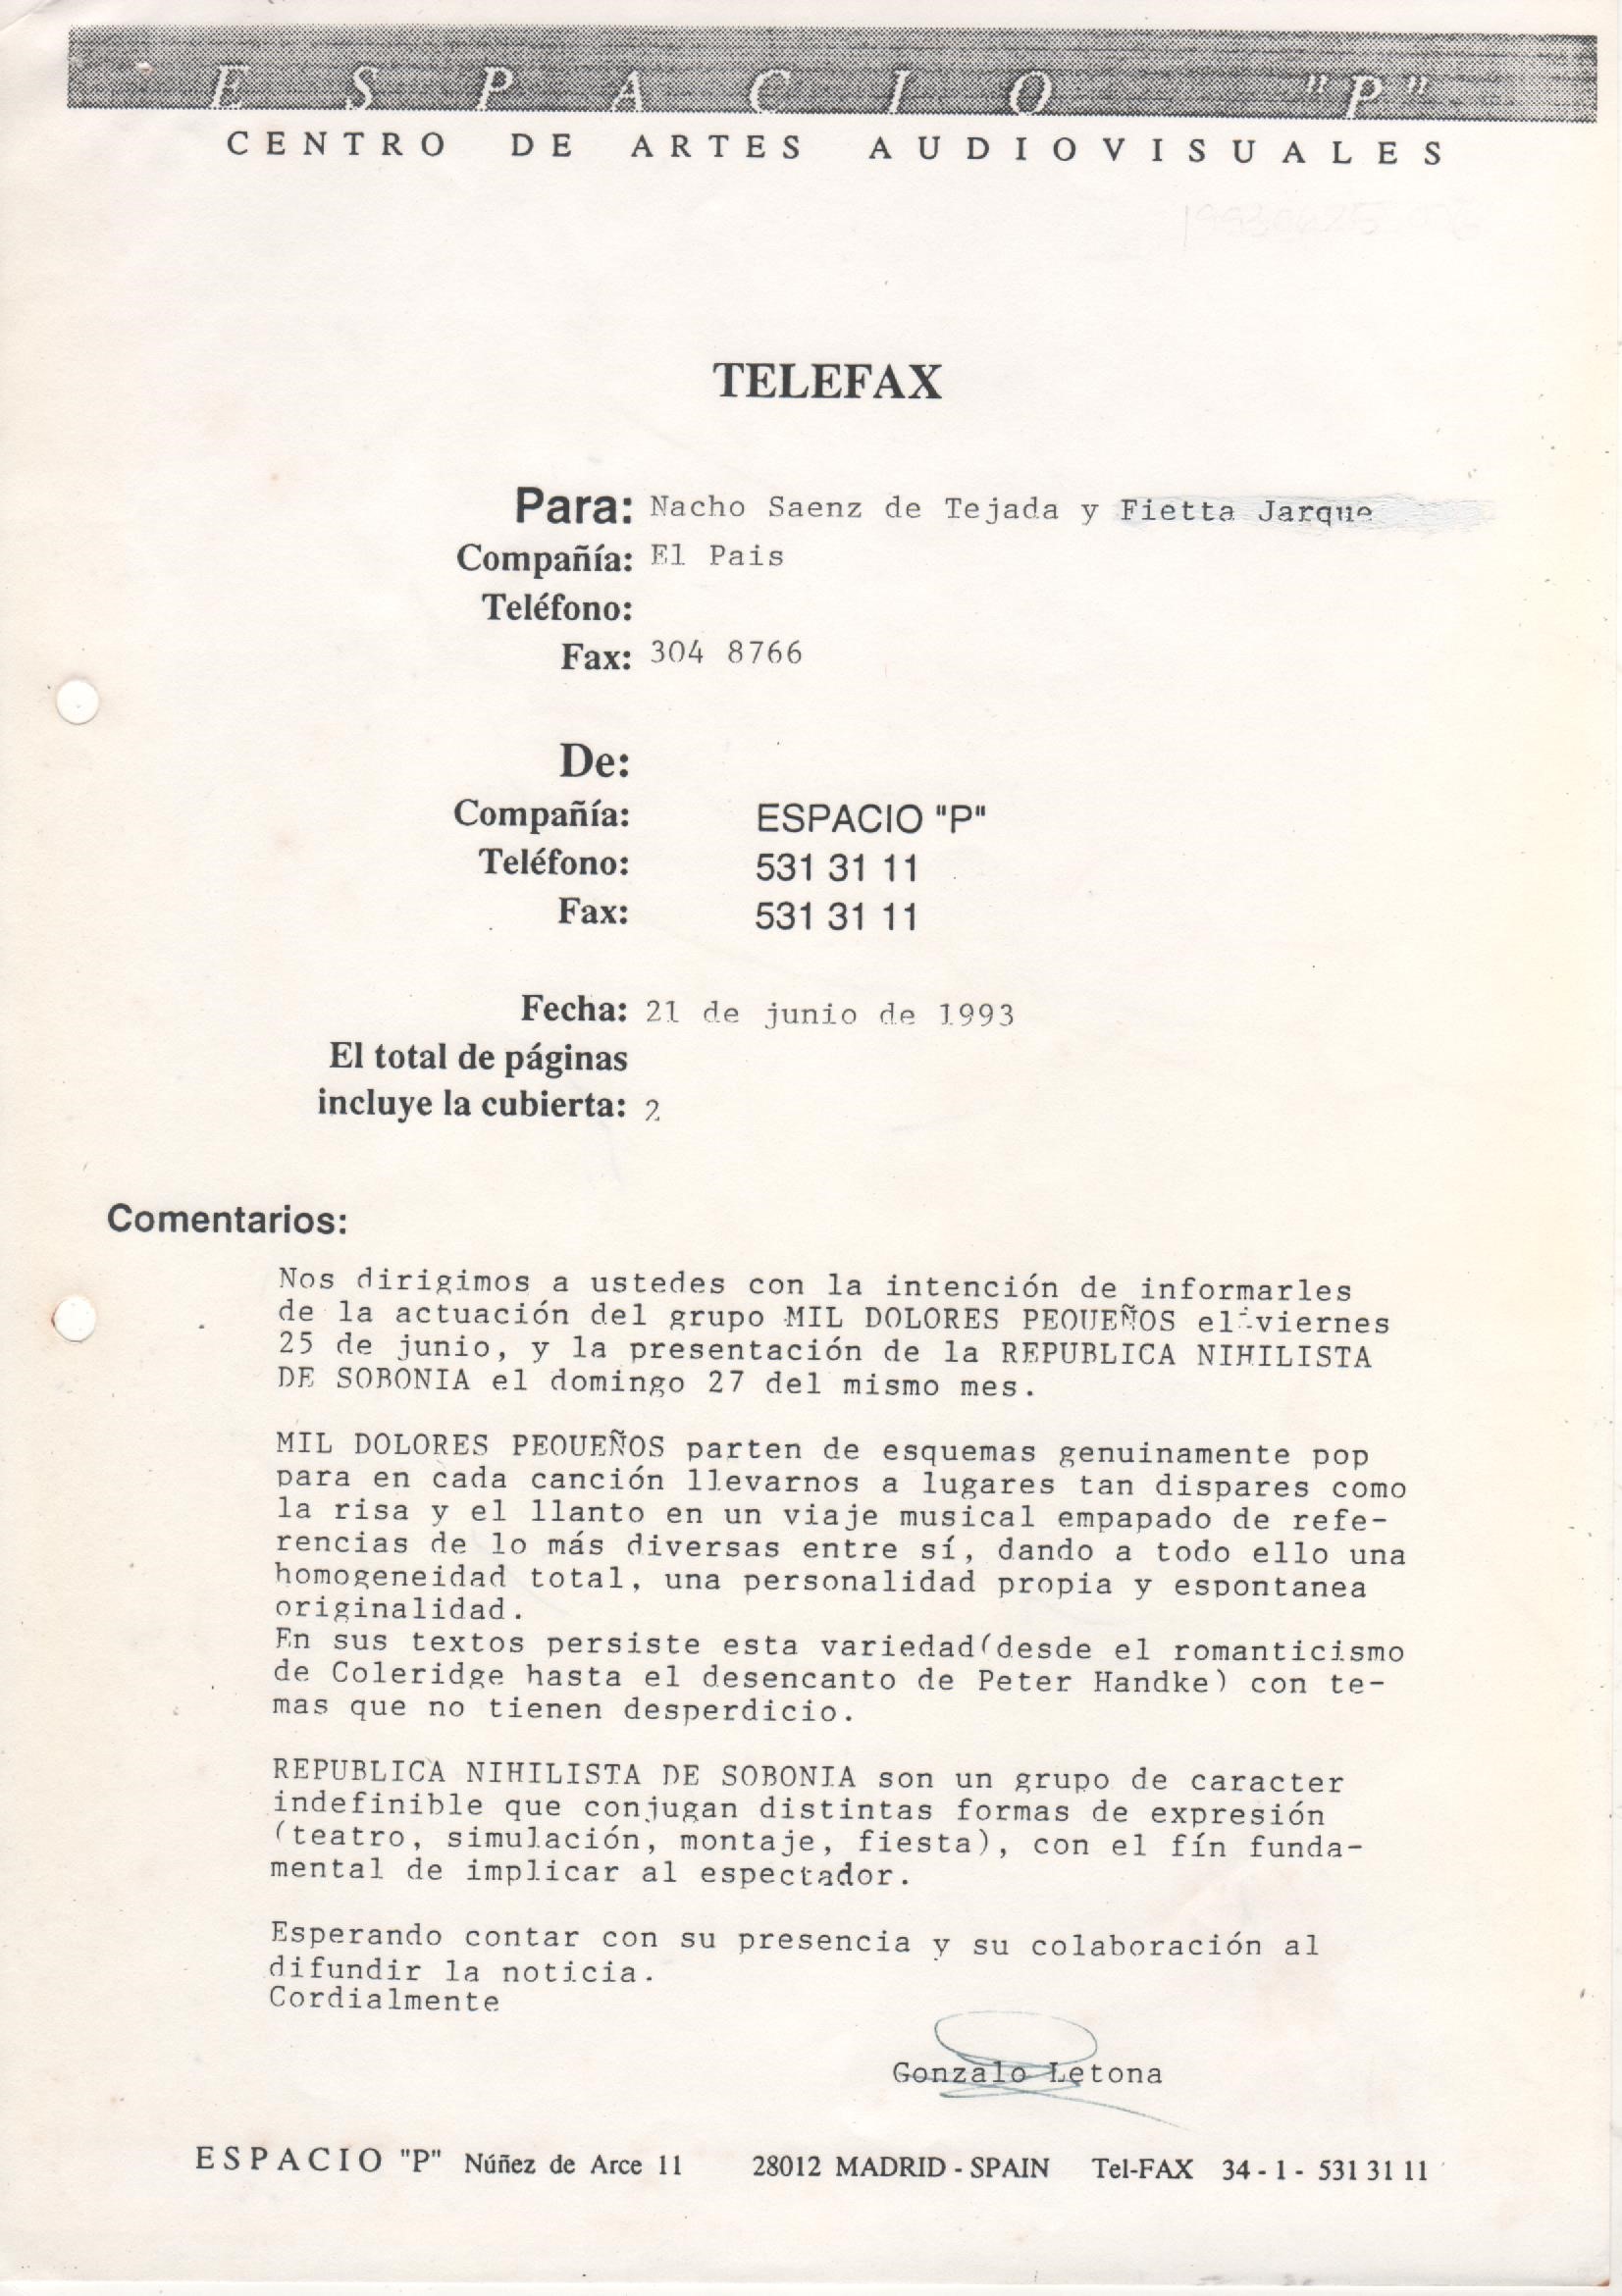 ESPACIO "P"
CENTRO DE ARTES AUDIOVISUALES
TELEFAX
Para: Nacho Saenz de Tejada y Fietta Jarque
Compañía: El Pais
Teléfono:
Fax: 304 8766
De:
Compañía: ESPACIO "P"
Teléfono: 531 31 11
Fax: 531 31 11
Fecha: 21 de junio de 1993
El total de páginas
incluye la cubierta: 2
Comentarios:
Nos dirigimos a ustedes con la intención de informarles
de la actuación del grupo MIL DOLORES PEQUEÑOS el viernes
25 de junio, y la presentación de la REPUBLICA NIHILISTA
DE SOBONIA el domingo 27 del mismo mes.
MIL DOLORES PEQUEÑOS parten de esquemas genuinamente pop
para en cada canción llevarnos a lugares tan dispares como
la risa y el llanto en un viaje musical empapado de refe-
rencias de lo más diversas entre sí, dando a todo ello una
homogeneidad total, una personalidad propia y espontanea
originalidad.
En sus textos persiste esta variedad(desde el romanticismo
de Coleridge hasta el desencanto de Peter Handke) con te-
mas que no tienen desperdicio.
REPUBLICA NIHILISTA DE SOBONIA son un grupo de caracter
indefinible que conjugan distintas formas de expresión
(teatro, simulación, montaje, fiesta), con el fín funda-
mental de implicar al espectador.
Esperando contar con su presencia y su colaboración al
difundir la noticia.
Cordialmente
Gonzalo Letona
ESPACIO "P" Núñez de Arce 11 28012 MADRID - SPAIN Tel-FAX 34 - 1 - 531 31 11